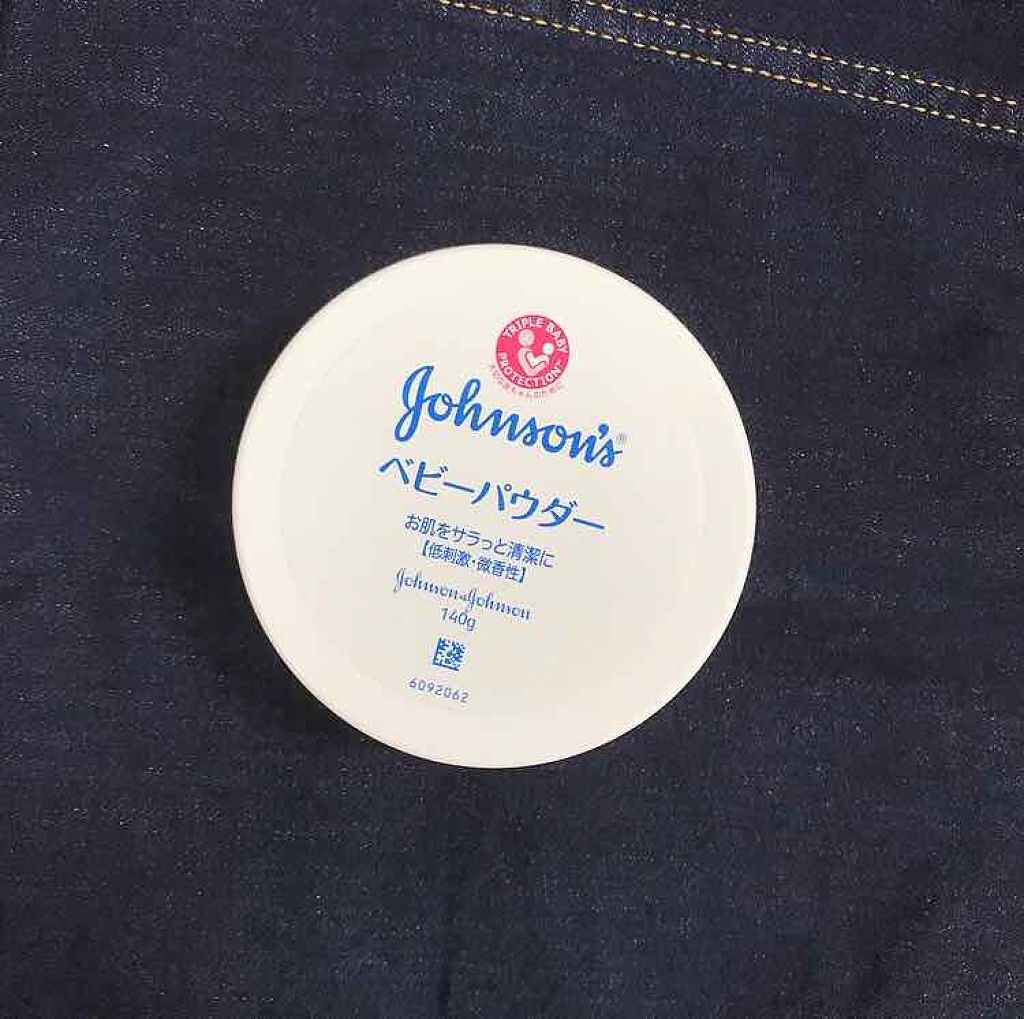 TRIPLE BABY
PROTECTION™
Johnson's®
ベビーパウダー
お肌をサラっと清潔に
【低刺激・微香性】
Johnson & Johnson
140g
6092062